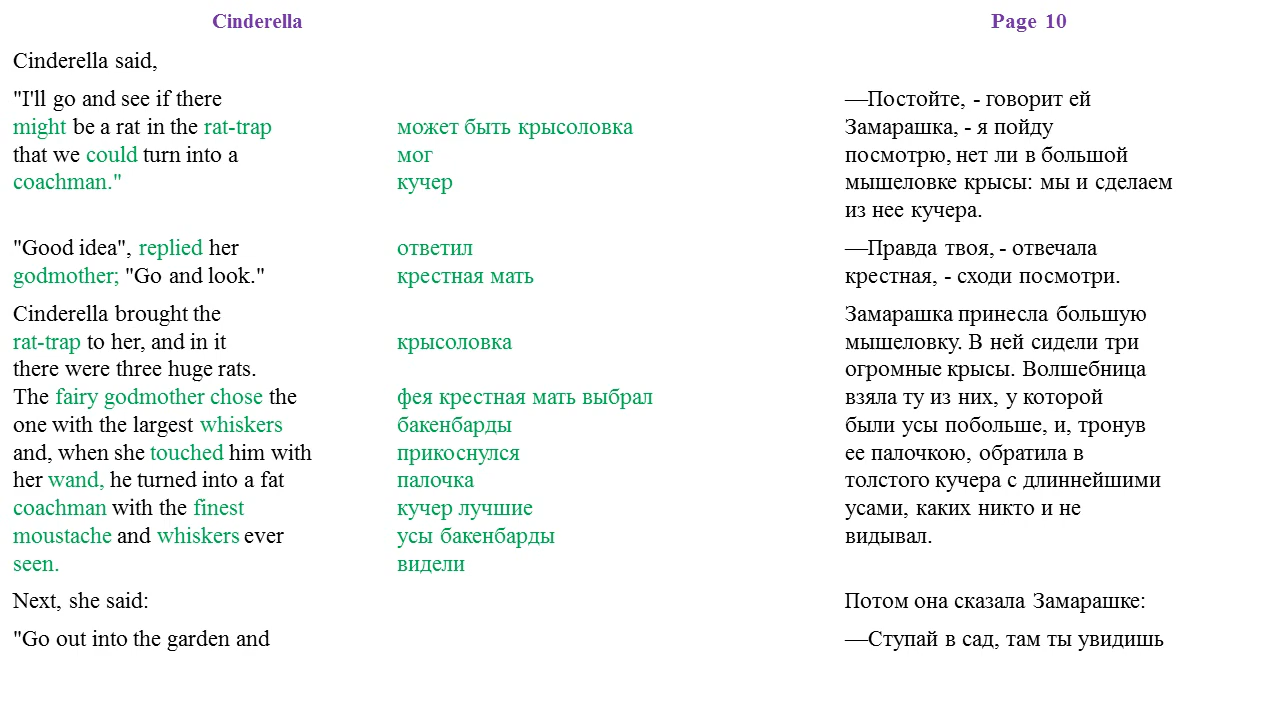 Cinderella
Page 10
Cinderella said,
"I'll go and see if there
might be a rat in the rat-trap
that we could turn into a
coachman."
"Good idea", replied her
godmother; "Go and look."
Cinderella brought the
rat-trap to her, and in it
there were three huge rats.
The fairy godmother chose the
one with the largest whiskers
and, when she touched him with
her wand, he turned into a fat
coachman with the finest
moustache and whiskers ever
seen.
Next, she said:
"Go out into the garden and
может быть крысоловка
мог
кучер
ответил
крестная мать
крысоловка
фея крестная мать выбрал
бакенбарды
прикоснулся
палочка
кучер лучшие
усы бакенбарды
видели
—Постойте, - говорит ей
Замарашка, - я пойду
посмотрю, нет ли в большой
мышеловке крысы: мы и сделаем
из нее кучера.
—Правда твоя, - отвечала
крестная, - сходи посмотри.
Замарашка принесла большую
мышеловку. В ней сидели три
огромные крысы. Волшебница
взяла ту из них, у которой
были усы побольше, и, тронув
ее палочкою, обратила в
толстого кучера с длиннейшими
усами, каких никто и не
видывал.
Потом она сказала Замарашке:
—Ступай в сад, там ты увидишь